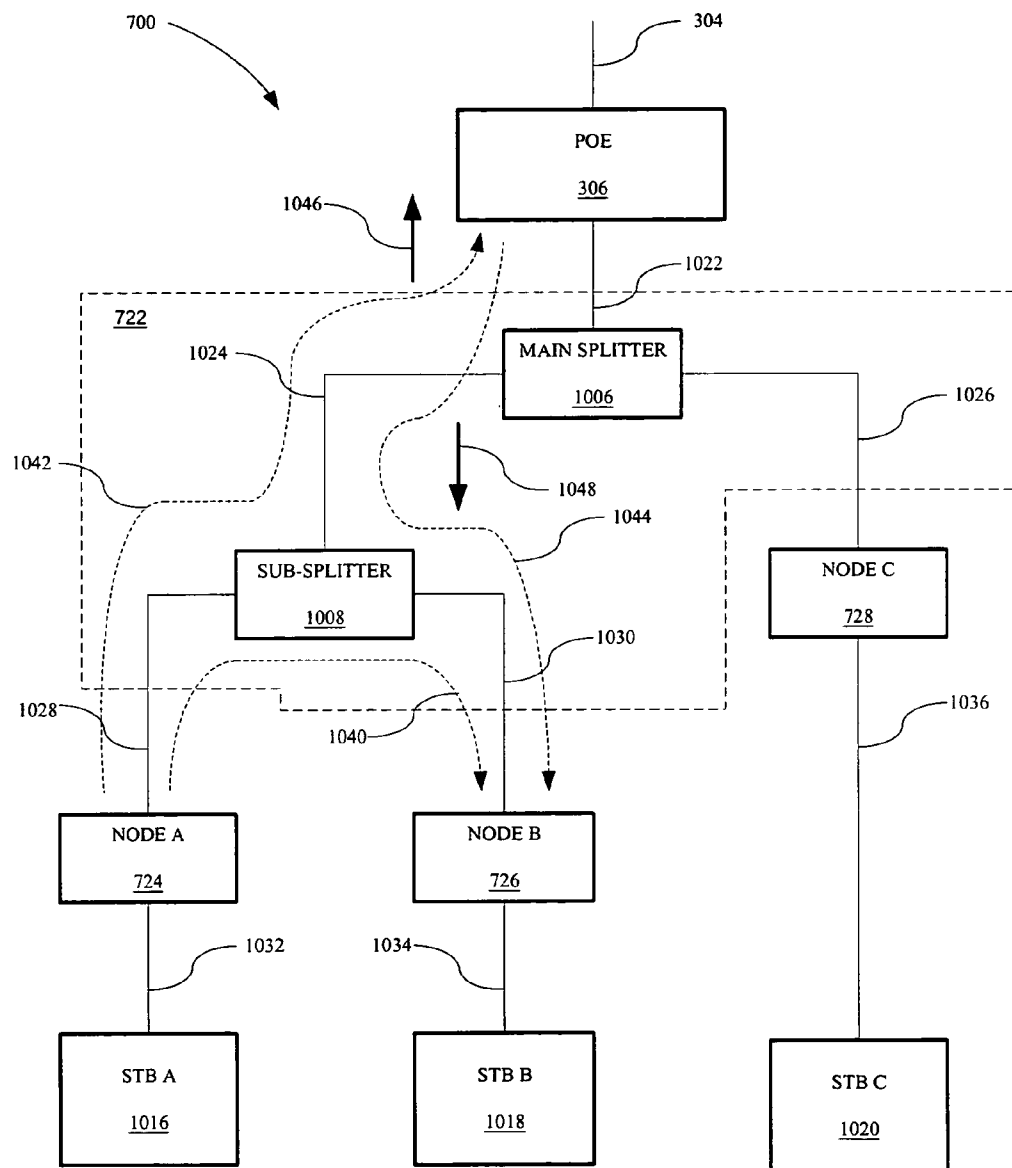 700
304
POE
306
1046
1022
722
MAIN SPLITTER
1024
1006
1026
1042
1048
1044
SUB-SPLITTER
NODE C
1008
728
1030
1028
1040
1036
NODE A
NODE B
724
726
1032
1034
STB A
STB B
STB C
1016
1018
1020